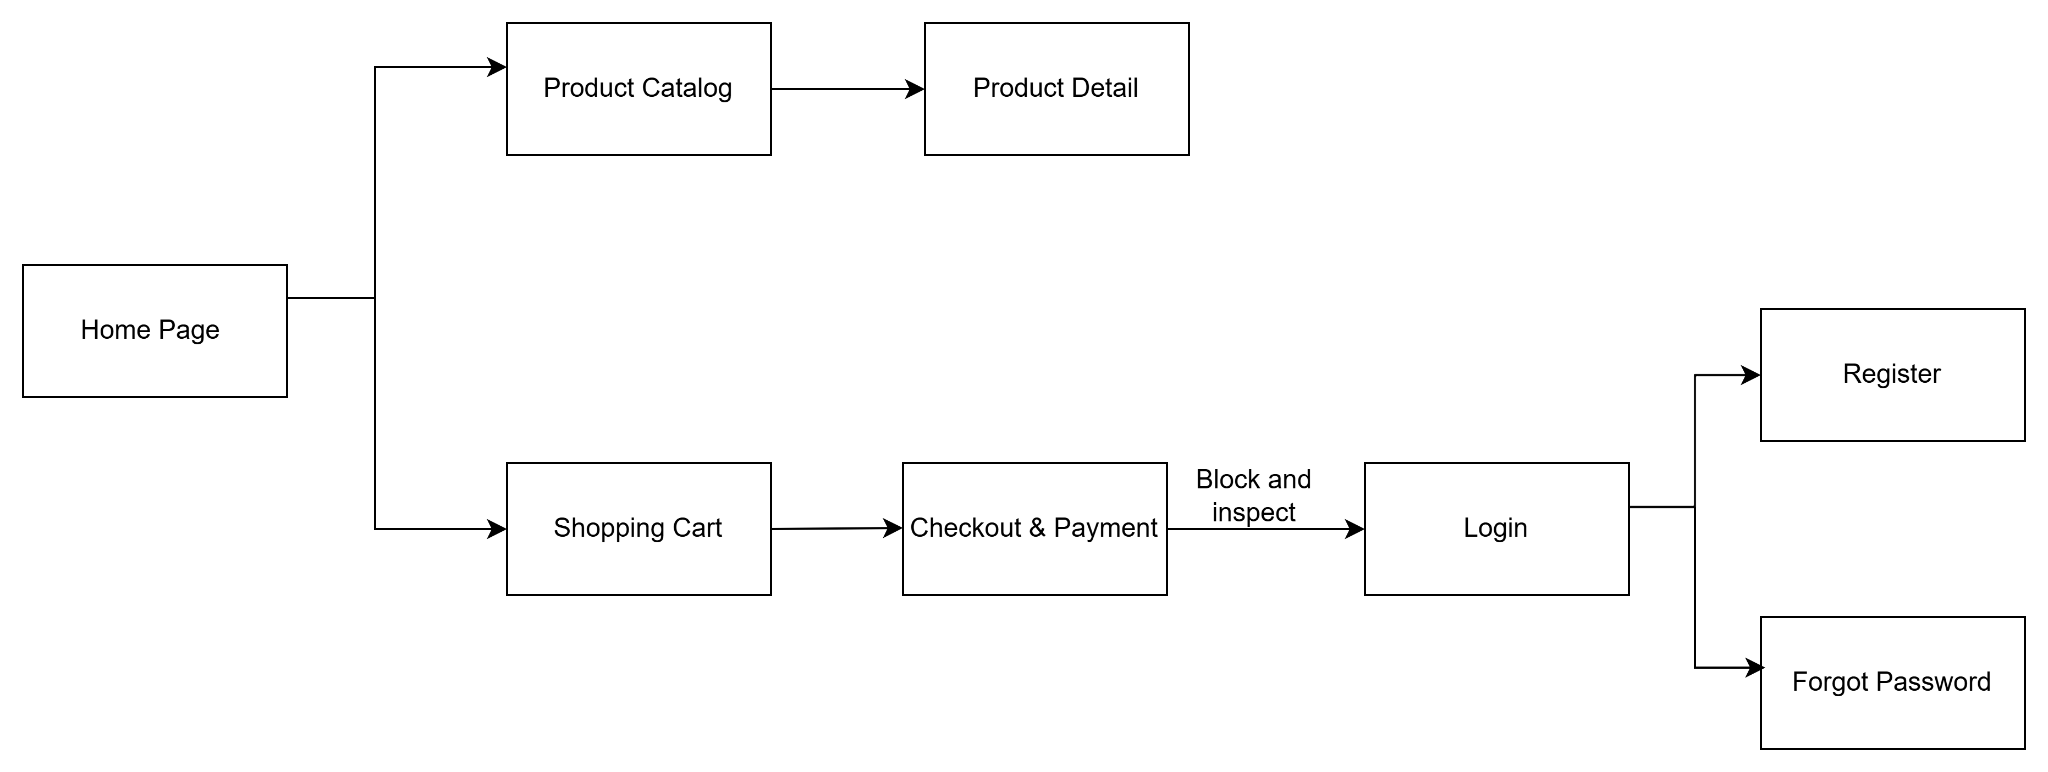 Product Catalog
Product Detail
Home Page
Register
Shopping Cart
Checkout & Payment
Block and
inspect
Login
Forgot Password